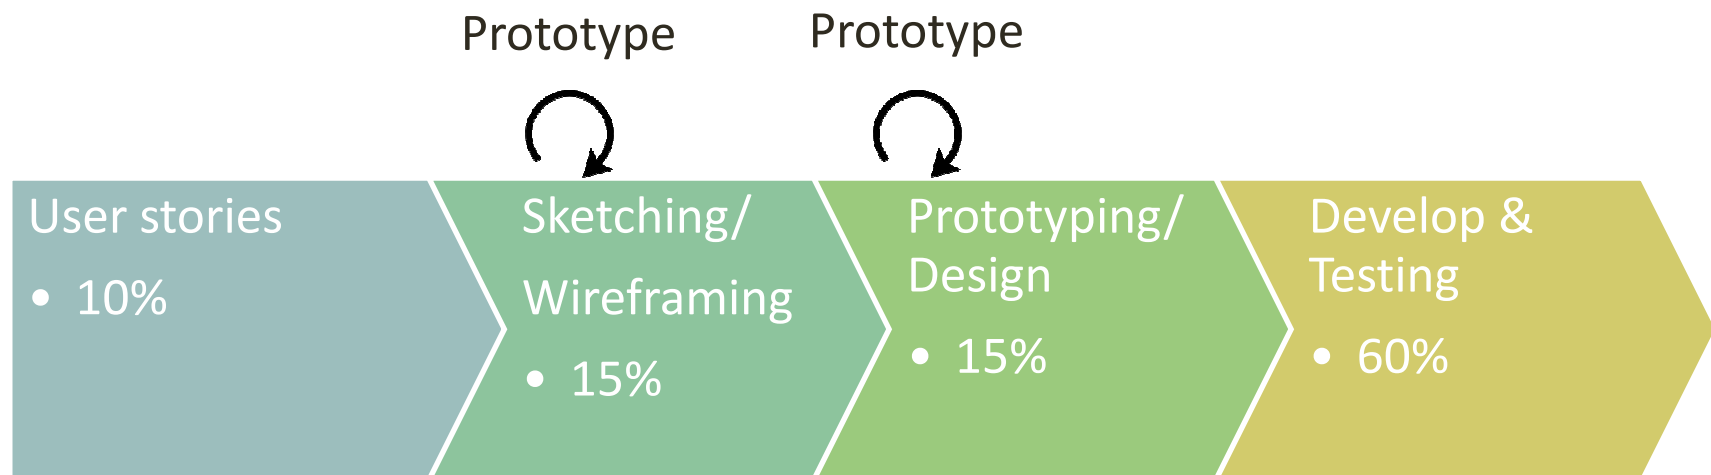 Prototype
Prototype
User stories
• 10%
Sketching/
Wireframing
• 15%
Prototyping/
Design
• 15%
Develop &
Testing
• 60%